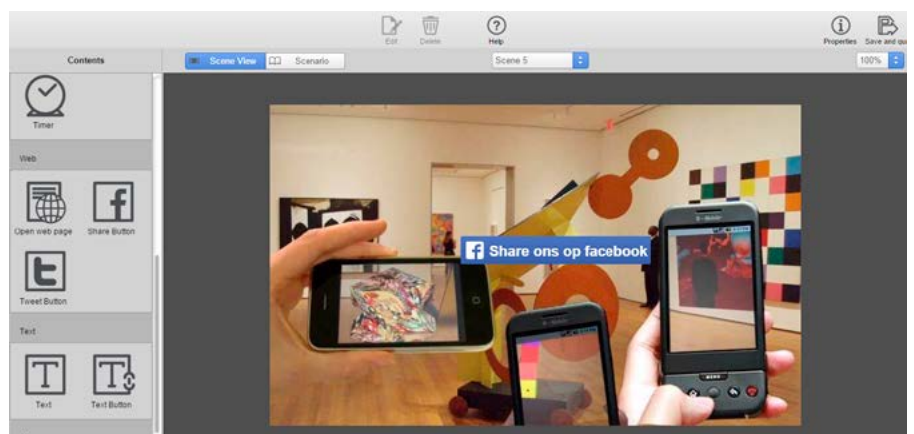 Edit
Delete
Help
Properties
Save and qu
Contents
Scene View
Scenario
Scene 5
100%
Timer
Web
Open web page
Share Button
Tweet Button
Text
Text
Text Button
Share ons op facebook
T-Mobile